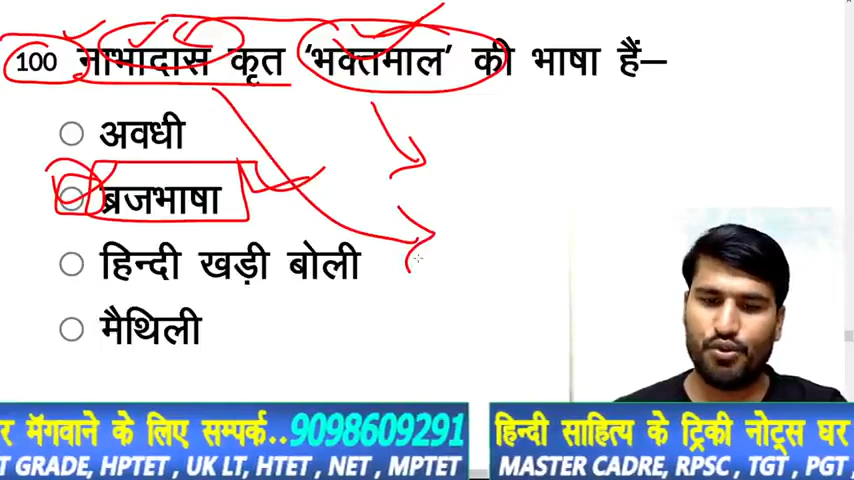 100 नाभादास कृत ‘भक्तमाल’ की भाषा हैं–
अवधी
ब्रजभाषा
हिन्दी खड़ी बोली
मैथिली
र मॅगवाने के लिए सम्पर्क..9098609291
हिन्दी साहित्य के ट्रिकी नोट्स घर
T GRADE, HPTET , UK LT, HTET , NET , MPTET
MASTER CADRE, RPSC , TGT , PGT ,